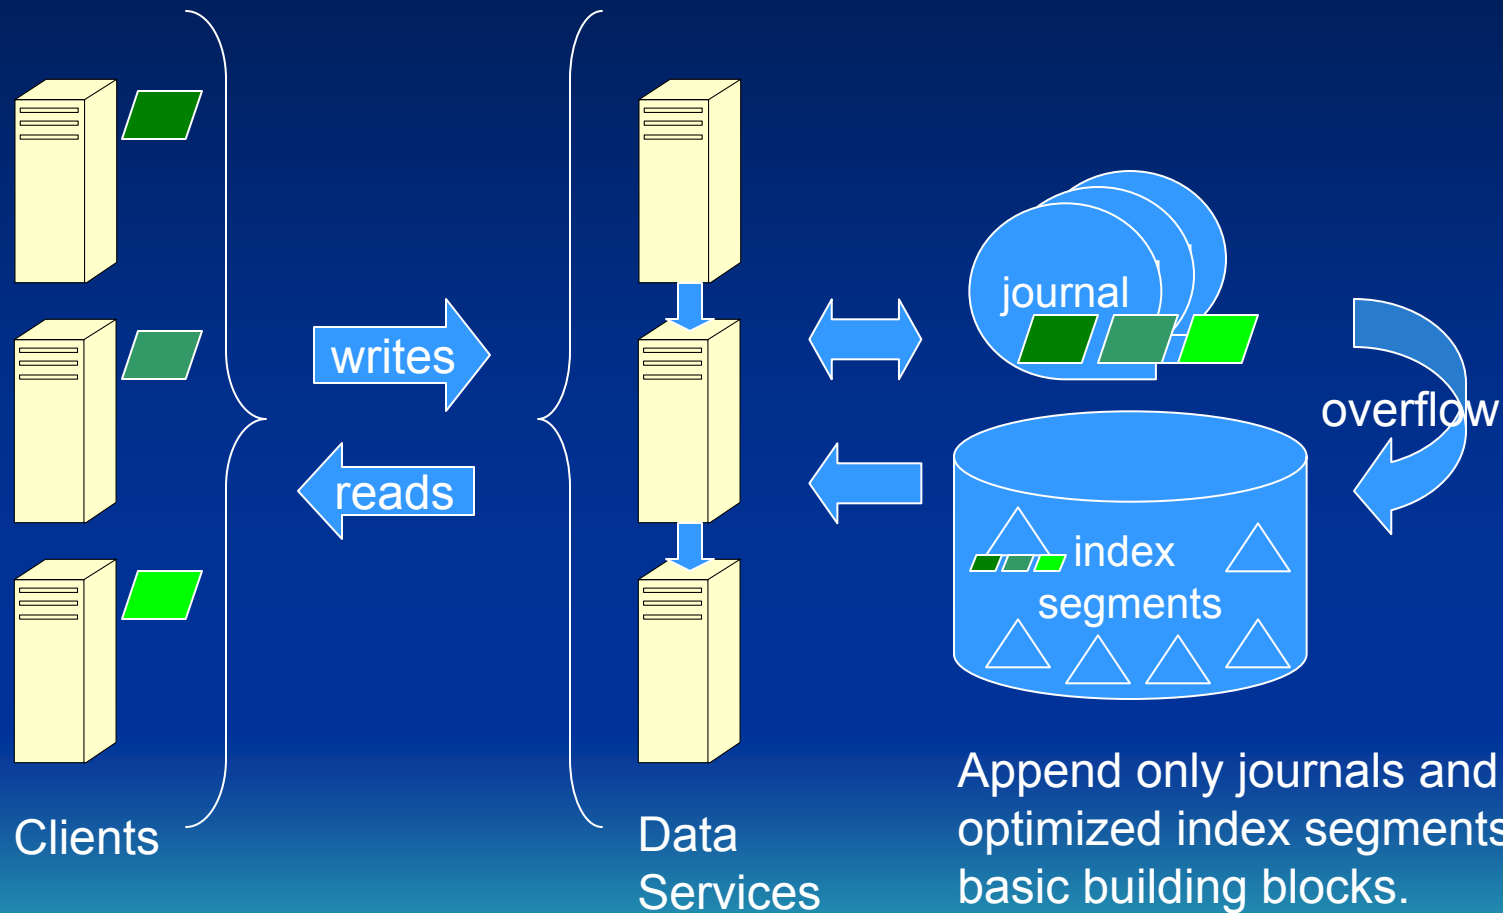 journal
writes
overflow
reads
index
segments
Clients
Data
Services
Append only journals and
optimized index segments
basic building blocks.